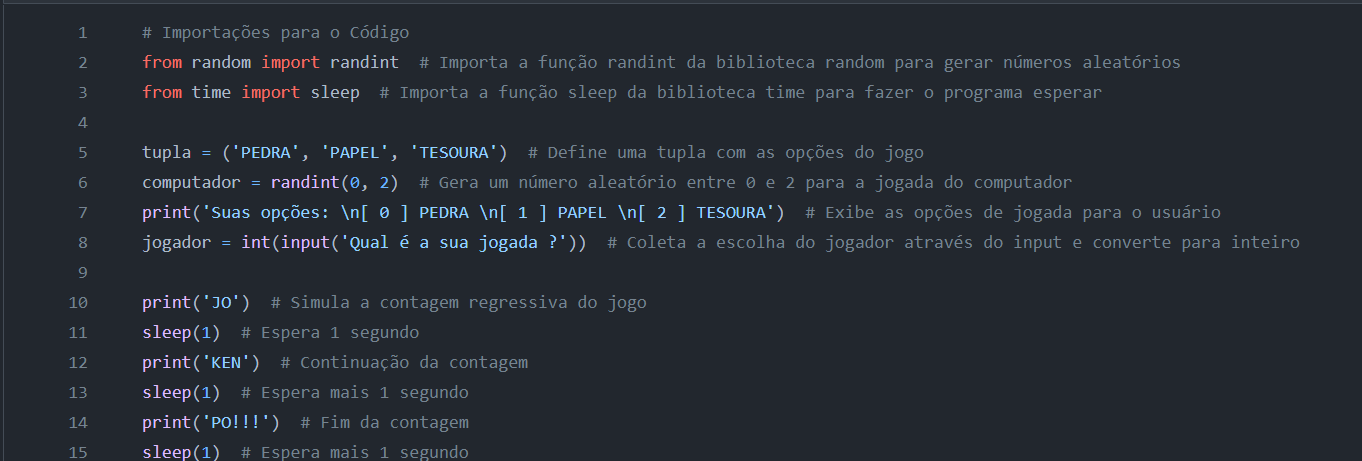 1 # Importações para o Código
2 from random import randint # Importa a função randint da biblioteca random para gerar números aleatórios
3 from time import sleep # Importa a função sleep da biblioteca time para fazer o programa esperar
4
5 tupla = ('PEDRA', 'PAPEL', 'TESOURA') # Define uma tupla com as opções do jogo
6 computador = randint(0, 2) # Gera um número aleatório entre 0 e 2 para a jogada do computador
7 print('Suas opções: \n[ 0 ] PEDRA \n[ 1 ] PAPEL \n[ 2 ] TESOURA') # Exibe as opções de jogada para o usuário
8 jogador = int(input('Qual é a sua jogada ?')) # Coleta a escolha do jogador através do input e converte para inteiro
9
10 print('JO') # Simula a contagem regressiva do jogo
11 sleep(1) # Espera 1 segundo
12 print('KEN') # Continuação da contagem
13 sleep(1) # Espera mais 1 segundo
14 print('PO!!!') # Fim da contagem
15 sleep(1) # Espera mais 1 segundo